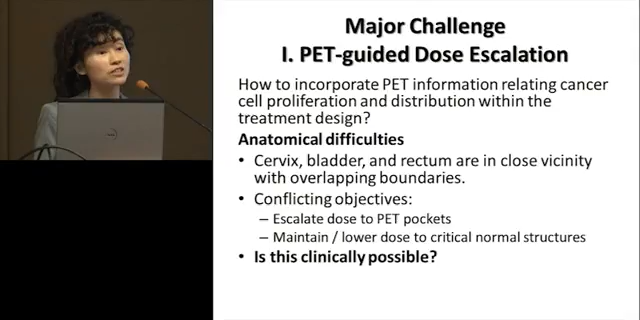 Major Challenge
I. PET-guided Dose Escalation
How to incorporate PET information relating cancer
cell proliferation and distribution within the
treatment design?
Anatomical difficulties
• Cervix, bladder, and rectum are in close vicinity
with overlapping boundaries.
• Conflicting objectives:
– Escalate dose to PET pockets
– Maintain / lower dose to critical normal structures
• Is this clinically possible?